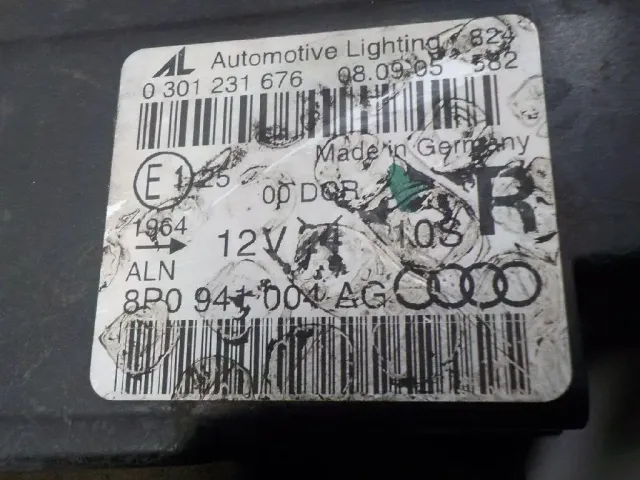 AL Automotive Lighting 824
0 301 231 676 08.09.05 582
Made in Germany
E1 25 00 DCR R
1964
12V 10S
ALN
8P0 941 004 AG